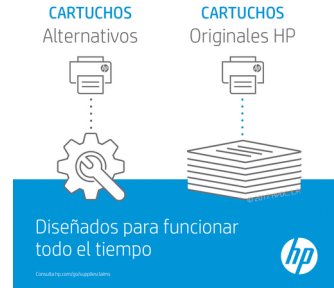 CARTUCHOS
Alternativos
CARTUCHOS
Originales HP
Diseñados para funcionar
todo el tiempo
hp